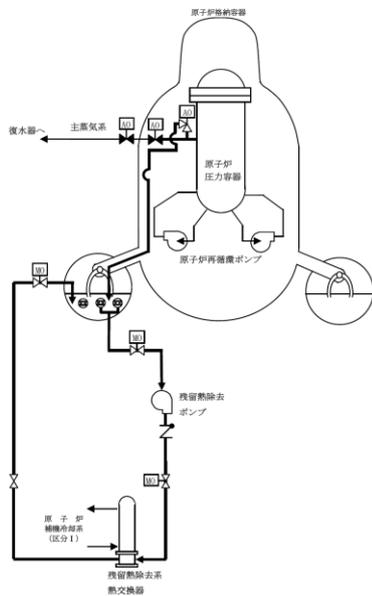 原子炉格納容器
AO
主蒸気系
AO
AO
復水器へ
原子炉
圧力容器
原子炉再循環ポンプ
MO
MO
残留熱除去
ポンプ
MO
原子炉
補機冷却系
(区分Ⅰ)
残留熱除去系
熱交換器